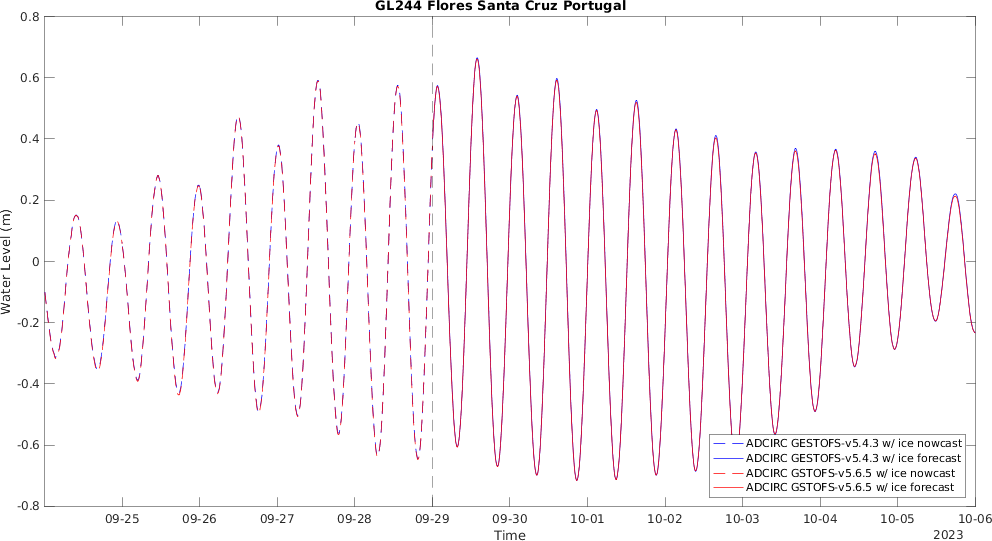 GL244 Flores Santa Cruz Portugal
0.8
0.6
0.4
0.2
0
-0.2
-0.4
-0.6
-0.8
Water Level (m)
ADCIRC GESTOFS-v5.4.3 w/ ice nowcast
ADCIRC GESTOFS-v5.4.3 w/ ice forecast
ADCIRC GSTOFS-v5.6.5 w/ ice nowcast
ADCIRC GSTOFS-v5.6.5 w/ ice forecast
09-25 09-26 09-27 09-28 09-29 09-30 10-01 10-02 10-03 10-04 10-05 10-06
Time
2023